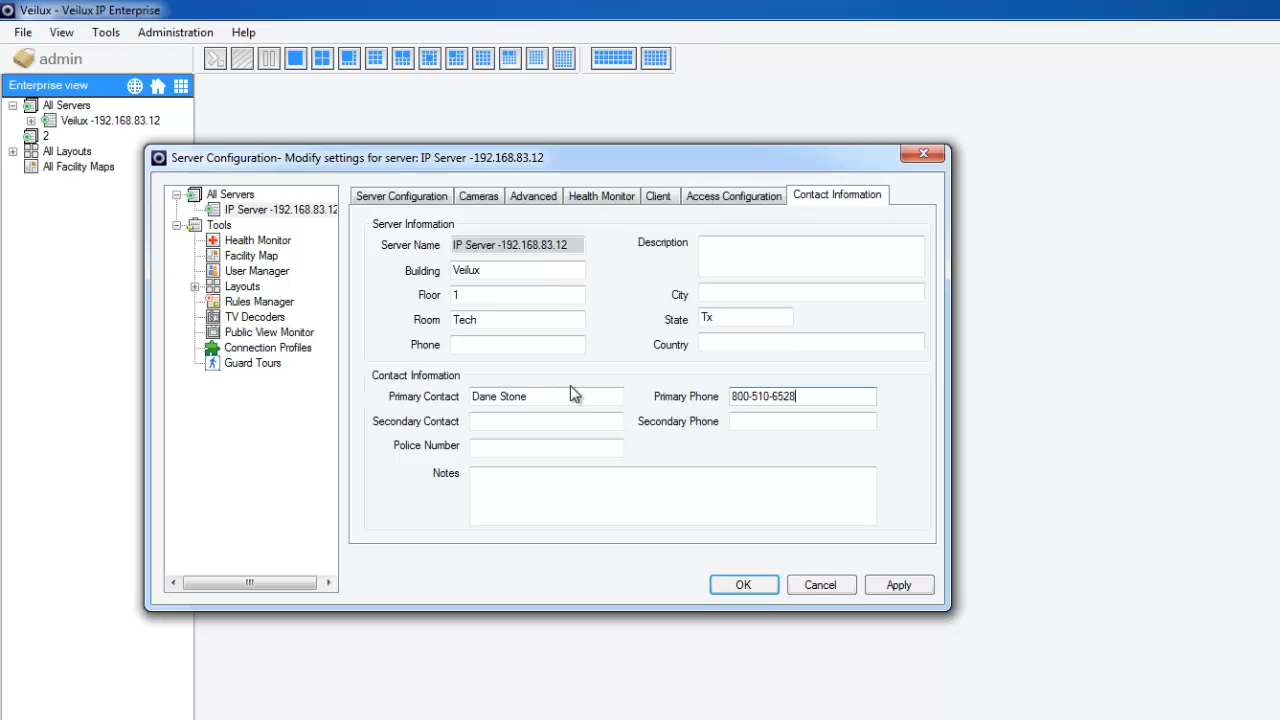 Veilux - Veilux IP Enterprise
File View Tools Administration Help
admin
Enterprise view
All Servers
Veilux -192.168.83.12
2
All Layouts
All Facility Maps
Server Configuration- Modify settings for server: IP Server -192.168.83.12
All Servers
IP Server -192.168.83.12
Tools
Health Monitor
Facility Map
User Manager
Layouts
Rules Manager
TV Decoders
Public View Monitor
Connection Profiles
Guard Tours
Server Configuration Cameras Advanced Health Monitor Client Access Configuration Contact Information
Server Information
Server Name IP Server -192.168.83.12 Description
Building Veilux
Floor 1 City
Room Tech State Tx
Phone Country
Contact Information
Primary Contact Dane Stone Primary Phone 800-510-6528
Secondary Contact Secondary Phone
Police Number
Notes
OK Cancel Apply